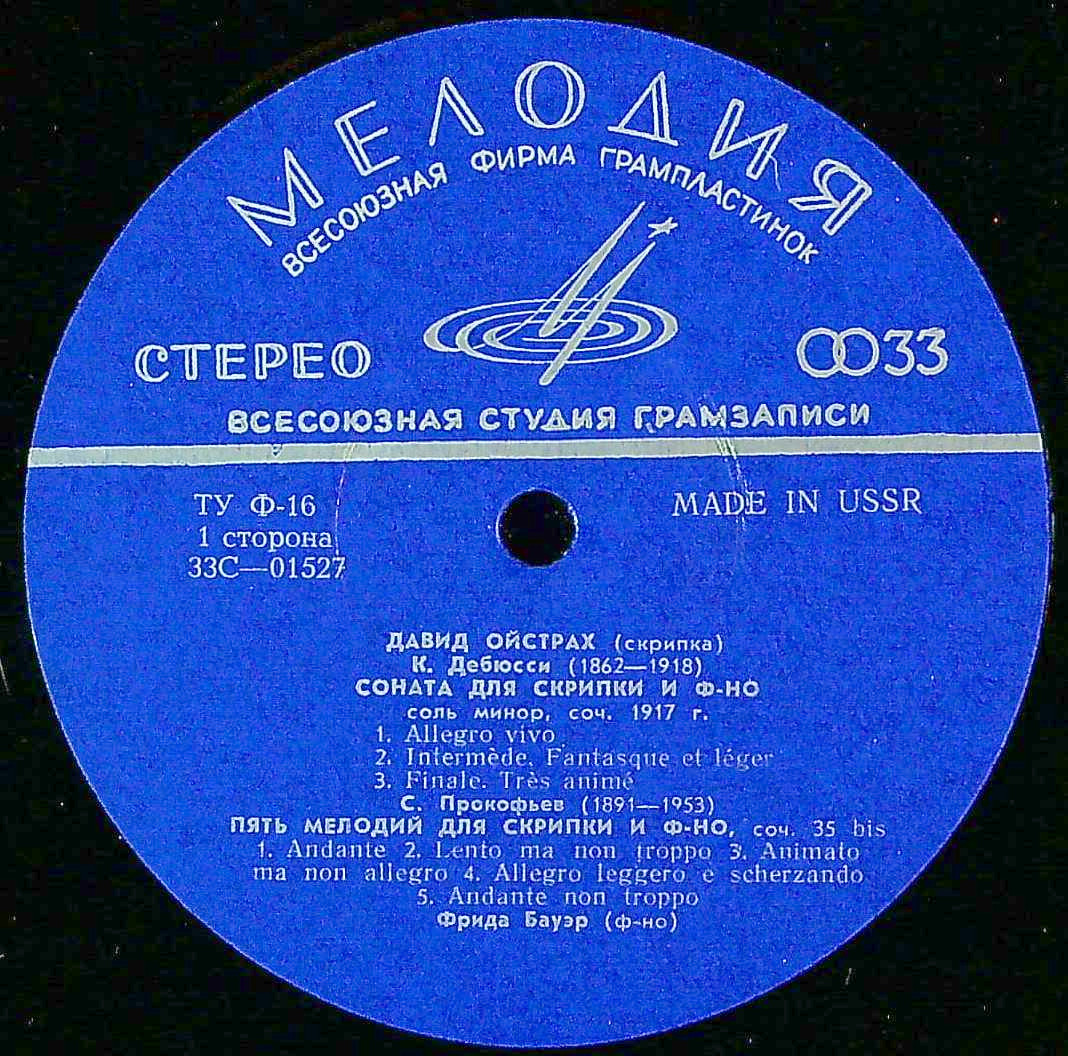 МЕЛОДИЯ
ВСЕСОЮЗНАЯ ФИРМА ГРАМПЛАСТИНОК
СТЕРЕО
33
ВСЕСОЮЗНАЯ СТУДИЯ ГРАМЗАПИСИ
ТУ Ф-16
MADE IN USSR
1 сторона
33С—01527
ДАВИД ОЙСТРАХ (скрипка)
К. Дебюсси (1862—1918)
СОНАТА ДЛЯ СКРИПКИ И Ф-НО
соль минор, соч. 1917 г.
1. Allegro vivo
2. Intermède. Fantasque et léger
3. Finale. Très animé
С. Прокофьев (1891—1953)
ПЯТЬ МЕЛОДИЙ ДЛЯ СКРИПКИ И Ф-НО, соч. 35 bis
1. Andante 2. Lento ma non troppo 3. Animato
ma non allegro 4. Allegro leggero e scherzando
5. Andante non troppo
Фрида Бауэр (ф-но)